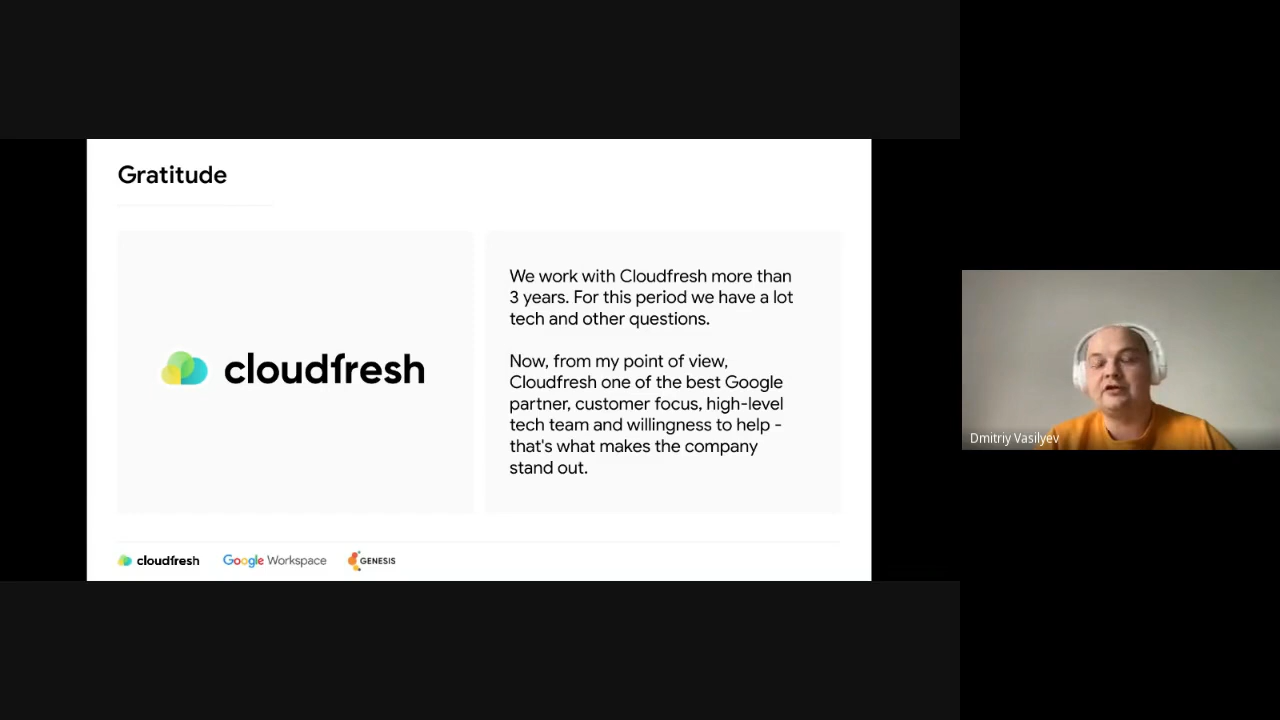 Gratitude
cloudfresh
We work with Cloudfresh more than
3 years. For this period we have a lot
tech and other questions.
Now, from my point of view,
Cloudfresh one of the best Google
partner, customer focus, high-level
tech team and willingness to help -
that's what makes the company
stand out.
cloudfresh
Google Workspace
GENESIS
Dmitriy Vasilyev